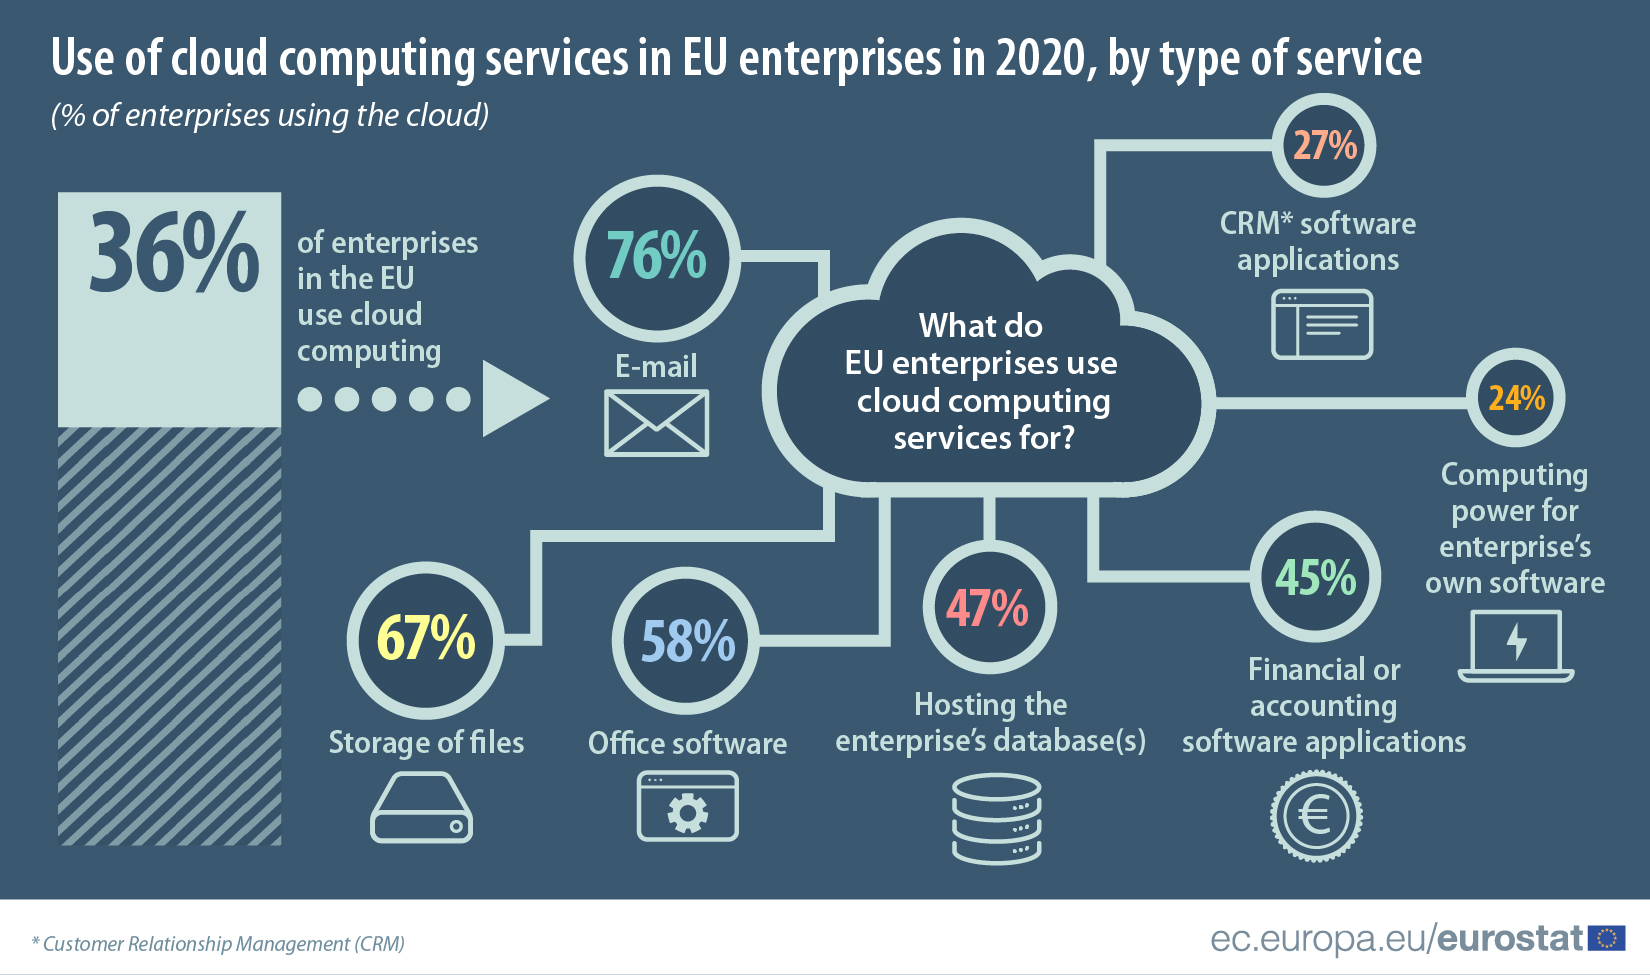 Use of cloud computing services in EU enterprises in 2020, by type of service
(% of enterprises using the cloud)
36%
of enterprises
in the EU
use cloud
computing
76%
E-mail
What do
EU enterprises use
cloud computing
services for?
27%
CRM* software
applications
24%
Computing
power for
enterprise's
own software
67%
Storage of files
58%
Office software
47%
Hosting the
enterprise's database(s)
45%
Financial or
accounting
software applications
€
* Customer Relationship Management (CRM)
ec.europa.eu/eurostat